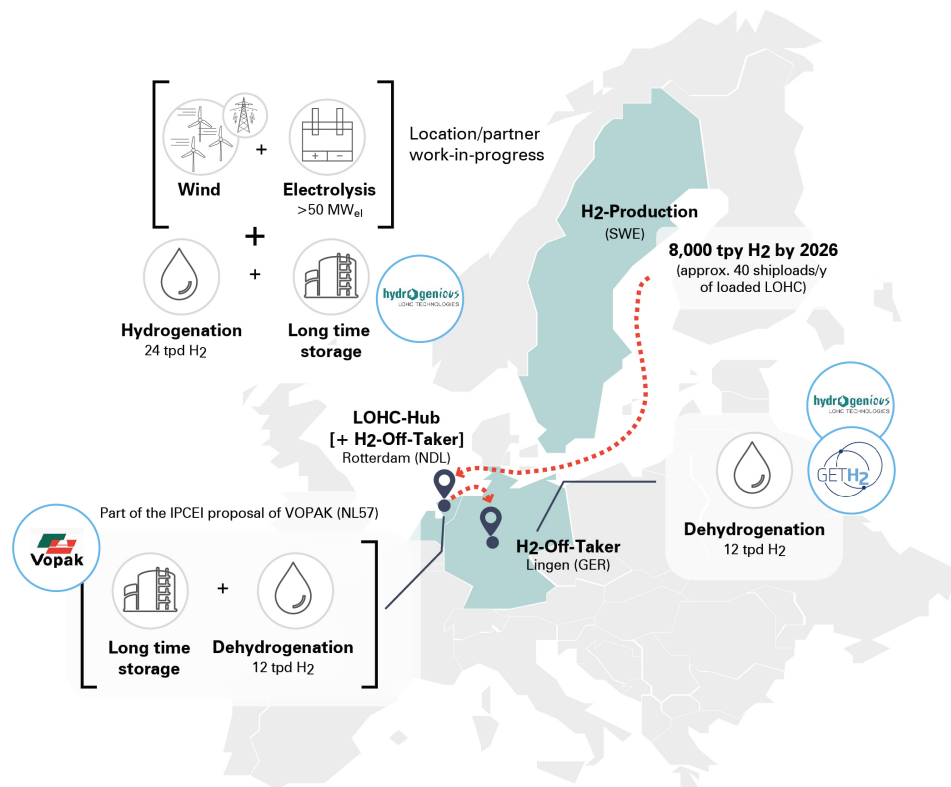 Wind
+
Electrolysis
>50 MWel
+ −
Location/partner
work-in-progress
+
Hydrogenation
24 tpd H2
+
Long time
storage
hydrogenious
LOHC TECHNOLOGIES
H2-Production
(SWE)
8,000 tpy H2 by 2026
(approx. 40 shiploads/y
of loaded LOHC)
LOHC-Hub
[+ H2-Off-Taker]
Rotterdam (NDL)
hydrogenious
LOHC TECHNOLOGIES
GETH2
Dehydrogenation
12 tpd H2
H2-Off-Taker
Lingen (GER)
Part of the IPCEI proposal of VOPAK (NL57)
Vopak
Long time
storage
+
Dehydrogenation
12 tpd H2